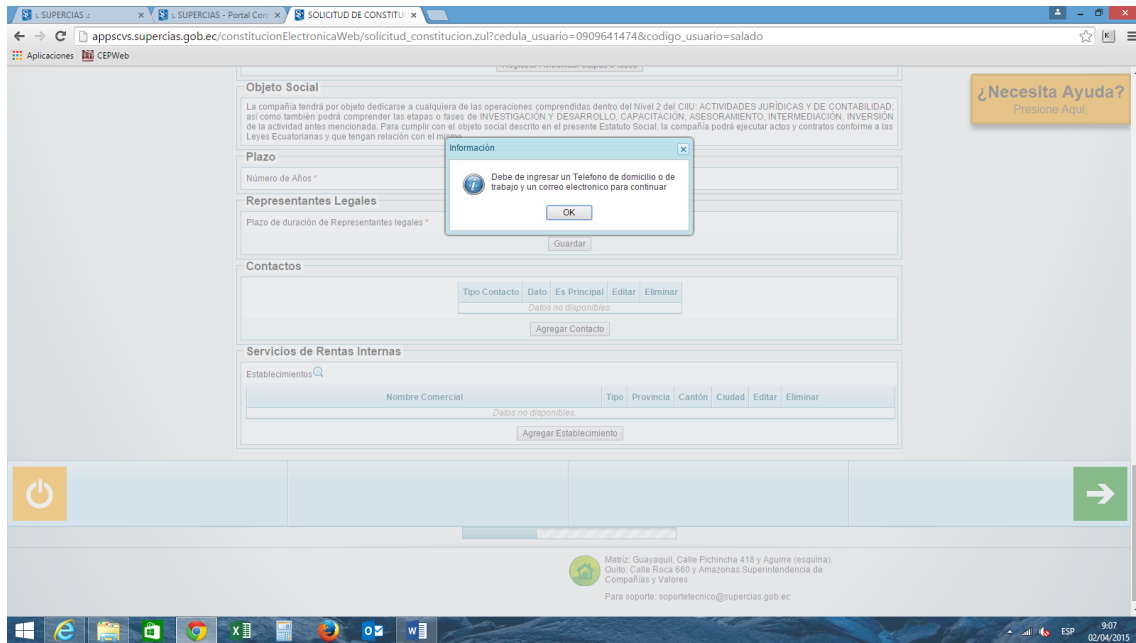 :. SUPERCIAS .:
:. SUPERCIAS - Portal Con
SOLICITUD DE CONSTITU
appscvs.supercias.gob.ec/constitucionElectronicaWeb/solicitud_constitucion.zul?cedula_usuario=0909641474&codigo_usuario=salado
Aplicaciones CEPWeb
¿Necesita Ayuda?
Presione Aqui,
Objeto Social
La compañía tendrá por objeto dedicarse a cualquiera de las operaciones comprendidas dentro del Nivel 2 del CIIU: ACTIVIDADES JURÍDICAS Y DE CONTABILIDAD;
así como también podrá comprender las etapas o fases de INVESTIGACIÓN Y DESARROLLO, CAPACITACIÓN, ASESORAMIENTO, INTERMEDIACIÓN, INVERSIÓN
de la actividad antes mencionada. Para cumplir con el objeto social descrito en el presente Estatuto Social, la compañía podrá ejecutar actos y contratos conforme a las
Leyes Ecuatorianas y que tengan relación con el mismo.
Información
Debe de ingresar un Telefono de domicilio o de
trabajo y un correo electronico para continuar
OK
Plazo
Número de Años *
Representantes Legales
Plazo de duración de Representantes legales *
Guardar
Contactos
Tipo Contacto Dato Es Principal Editar Eliminar
Datos no disponibles.
Agregar Contacto
Servicios de Rentas Internas
Establecimientos
Nombre Comercial Tipo Provincia Cantón Ciudad Editar Eliminar
Datos no disponibles.
Agregar Establecimiento
Matriz: Guayaquil, Calle Pichincha 418 y Aguirre (esquina).
Quito: Calle Roca 660 y Amazonas.Superintendencia de
Compañías y Valores
Para soporte: soportetecnico@supercias.gob.ec
ESP
9:07
02/04/2015